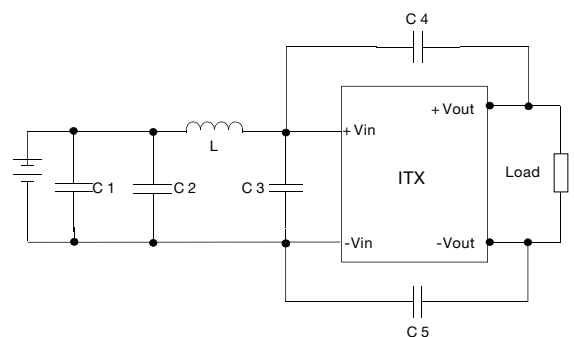 C 4
+Vout
+Vin
L
C 1
C 2
C 3
ITX
Load
-Vin
-Vout
C 5